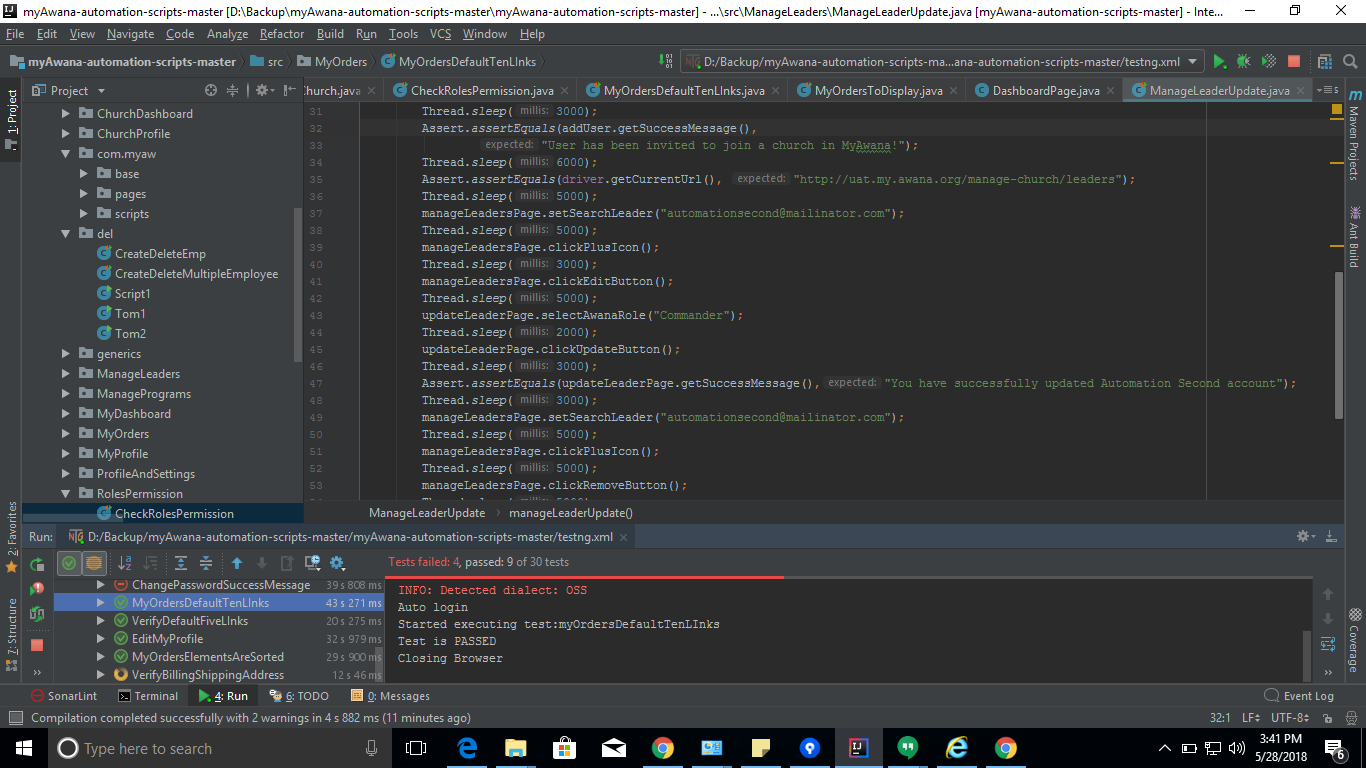 myAwana-automation-scripts-master [D:\Backup\myAwana-automation-scripts-master\myAwana-automation-scripts-master] - ...\src\ManageLeaders\ManageLeaderUpdate.java [myAwana-automation-scripts-master] - Inte...
File Edit View Navigate Code Analyze Refactor Build Run Tools VCS Window Help
myAwana-automation-scripts-master src MyOrders MyOrdersDefaultTenLInks D:/Backup/myAwana-automation-scripts-ma...ana-automation-scripts-master/testng.xml
Project Church.java CheckRolesPermission.java MyOrdersDefaultTenLInks.java MyOrdersToDisplay.java DashboardPage.java ManageLeaderUpdate.java
1: Project
ChurchDashboard
ChurchProfile
com.myaw
base
pages
scripts
del
CreateDeleteEmp
CreateDeleteMultipleEmployee
Script1
Tom1
Tom2
generics
ManageLeaders
ManagePrograms
MyDashboard
MyOrders
MyProfile
ProfileAndSettings
RolesPermission
CheckRolesPermission
31 Thread.sleep( millis: 3000);
32 Assert.assertEquals(addUser.getSuccessMessage(),
33 expected: "User has been invited to join a church in MyAwana!");
34 Thread.sleep( millis: 6000);
35 Assert.assertEquals(driver.getCurrentUrl(), expected: "http://uat.my.awana.org/manage-church/leaders");
36 Thread.sleep( millis: 5000);
37 manageLeadersPage.setSearchLeader("automationsecond@mailinator.com");
38 Thread.sleep( millis: 5000);
39 manageLeadersPage.clickPlusIcon();
40 Thread.sleep( millis: 3000);
41 manageLeadersPage.clickEditButton();
42 Thread.sleep( millis: 5000);
43 updateLeaderPage.selectAwanaRole("Commander");
44 Thread.sleep( millis: 2000);
45 updateLeaderPage.clickUpdateButton();
46 Thread.sleep( millis: 3000);
47 Assert.assertEquals(updateLeaderPage.getSuccessMessage(), expected: "You have successfully updated Automation Second account");
48 Thread.sleep( millis: 3000);
49 manageLeadersPage.setSearchLeader("automationsecond@mailinator.com");
50 Thread.sleep( millis: 5000);
51 manageLeadersPage.clickPlusIcon();
52 Thread.sleep( millis: 5000);
53 manageLeadersPage.clickRemoveButton();
ManageLeaderUpdate manageLeaderUpdate()
Maven Projects
Ant Build
Coverage
2: Favorites
7: Structure
Run: D:/Backup/myAwana-automation-scripts-master/myAwana-automation-scripts-master/testng.xml
Tests failed: 4, passed: 9 of 30 tests
ChangePasswordSuccessMessage 39 s 808 ms
MyOrdersDefaultTenLInks 43 s 271 ms
VerifyDefaultFiveLInks 20 s 275 ms
EditMyProfile 32 s 979 ms
MyOrdersElementsAreSorted 29 s 900 ms
VerifyBillingShippingAddress 12 s 46 ms
INFO: Detected dialect: OSS
Auto login
Started executing test:myOrdersDefaultTenLInks
Test is PASSED
Closing Browser
SonarLint Terminal 4: Run 6: TODO 0: Messages Event Log
Compilation completed successfully with 2 warnings in 4 s 882 ms (11 minutes ago) 32:1 LF UTF-8
Type here to search
3:41 PM
5/28/2018
6